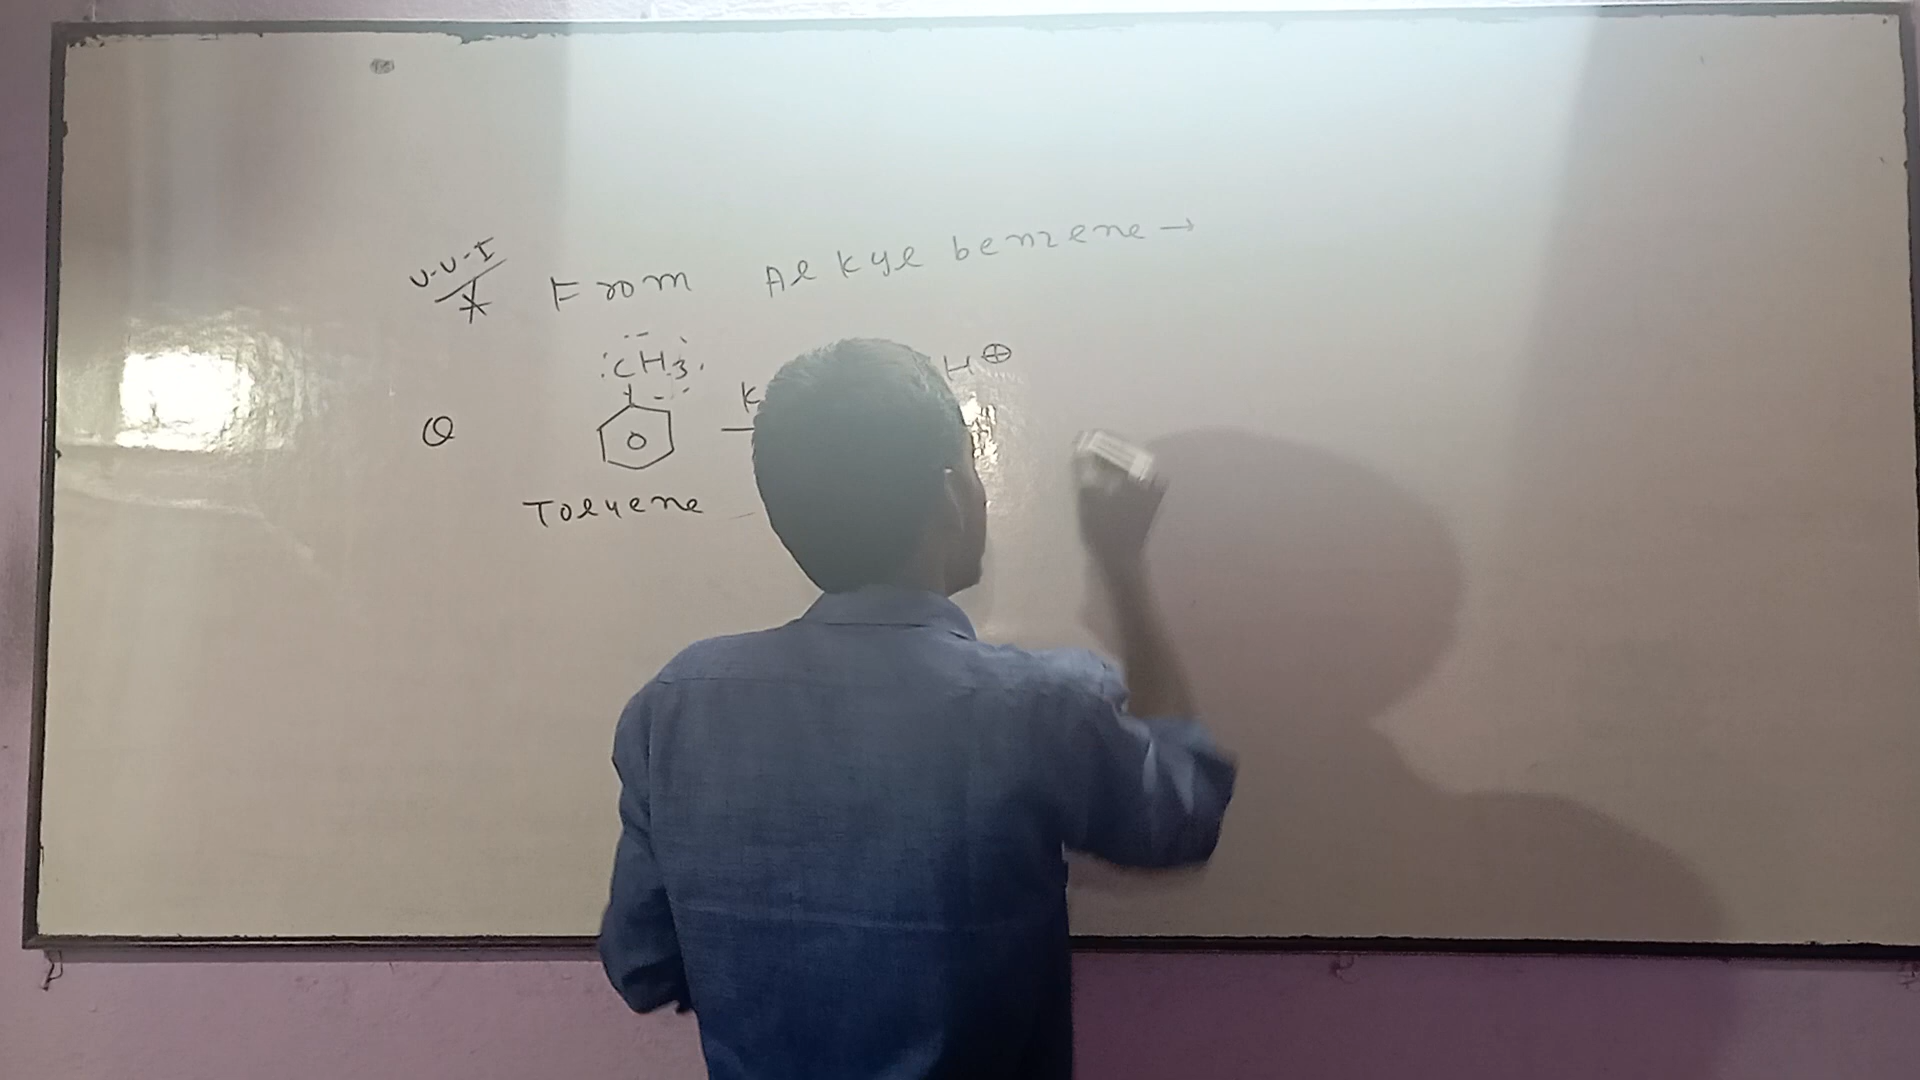 V.V.I From Alkyl benzene →
CH3
K H⊕
Toluene